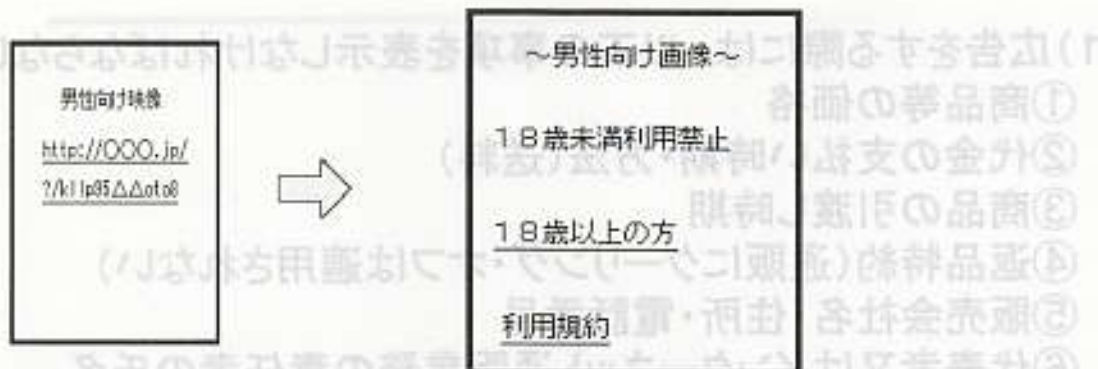 男性向け映像
http://〇〇〇.jp/
?/kilp95△△oto8
～男性向け画像～
１８歳未満利用禁止
１８歳以上の方
利用規約
1)広告をする際には 事項を表示しなければならない
①商品等の価格
②代金の支払い時期・方法(送料)
③商品の引渡し時期
④返品特約(通販にクーリング・オフは適用されない)
⑤販売会社名 住所・電話番号